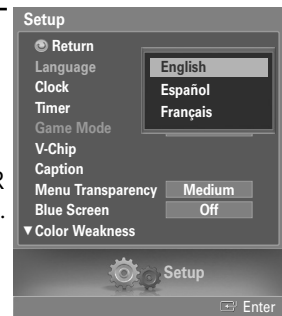 Setup
Return
Language
English
Español
Français
Clock
Timer
Game Mode
V-Chip
Caption
Menu Transparency Medium
Blue Screen Off
▼ Color Weakness
Setup
Enter
R
.